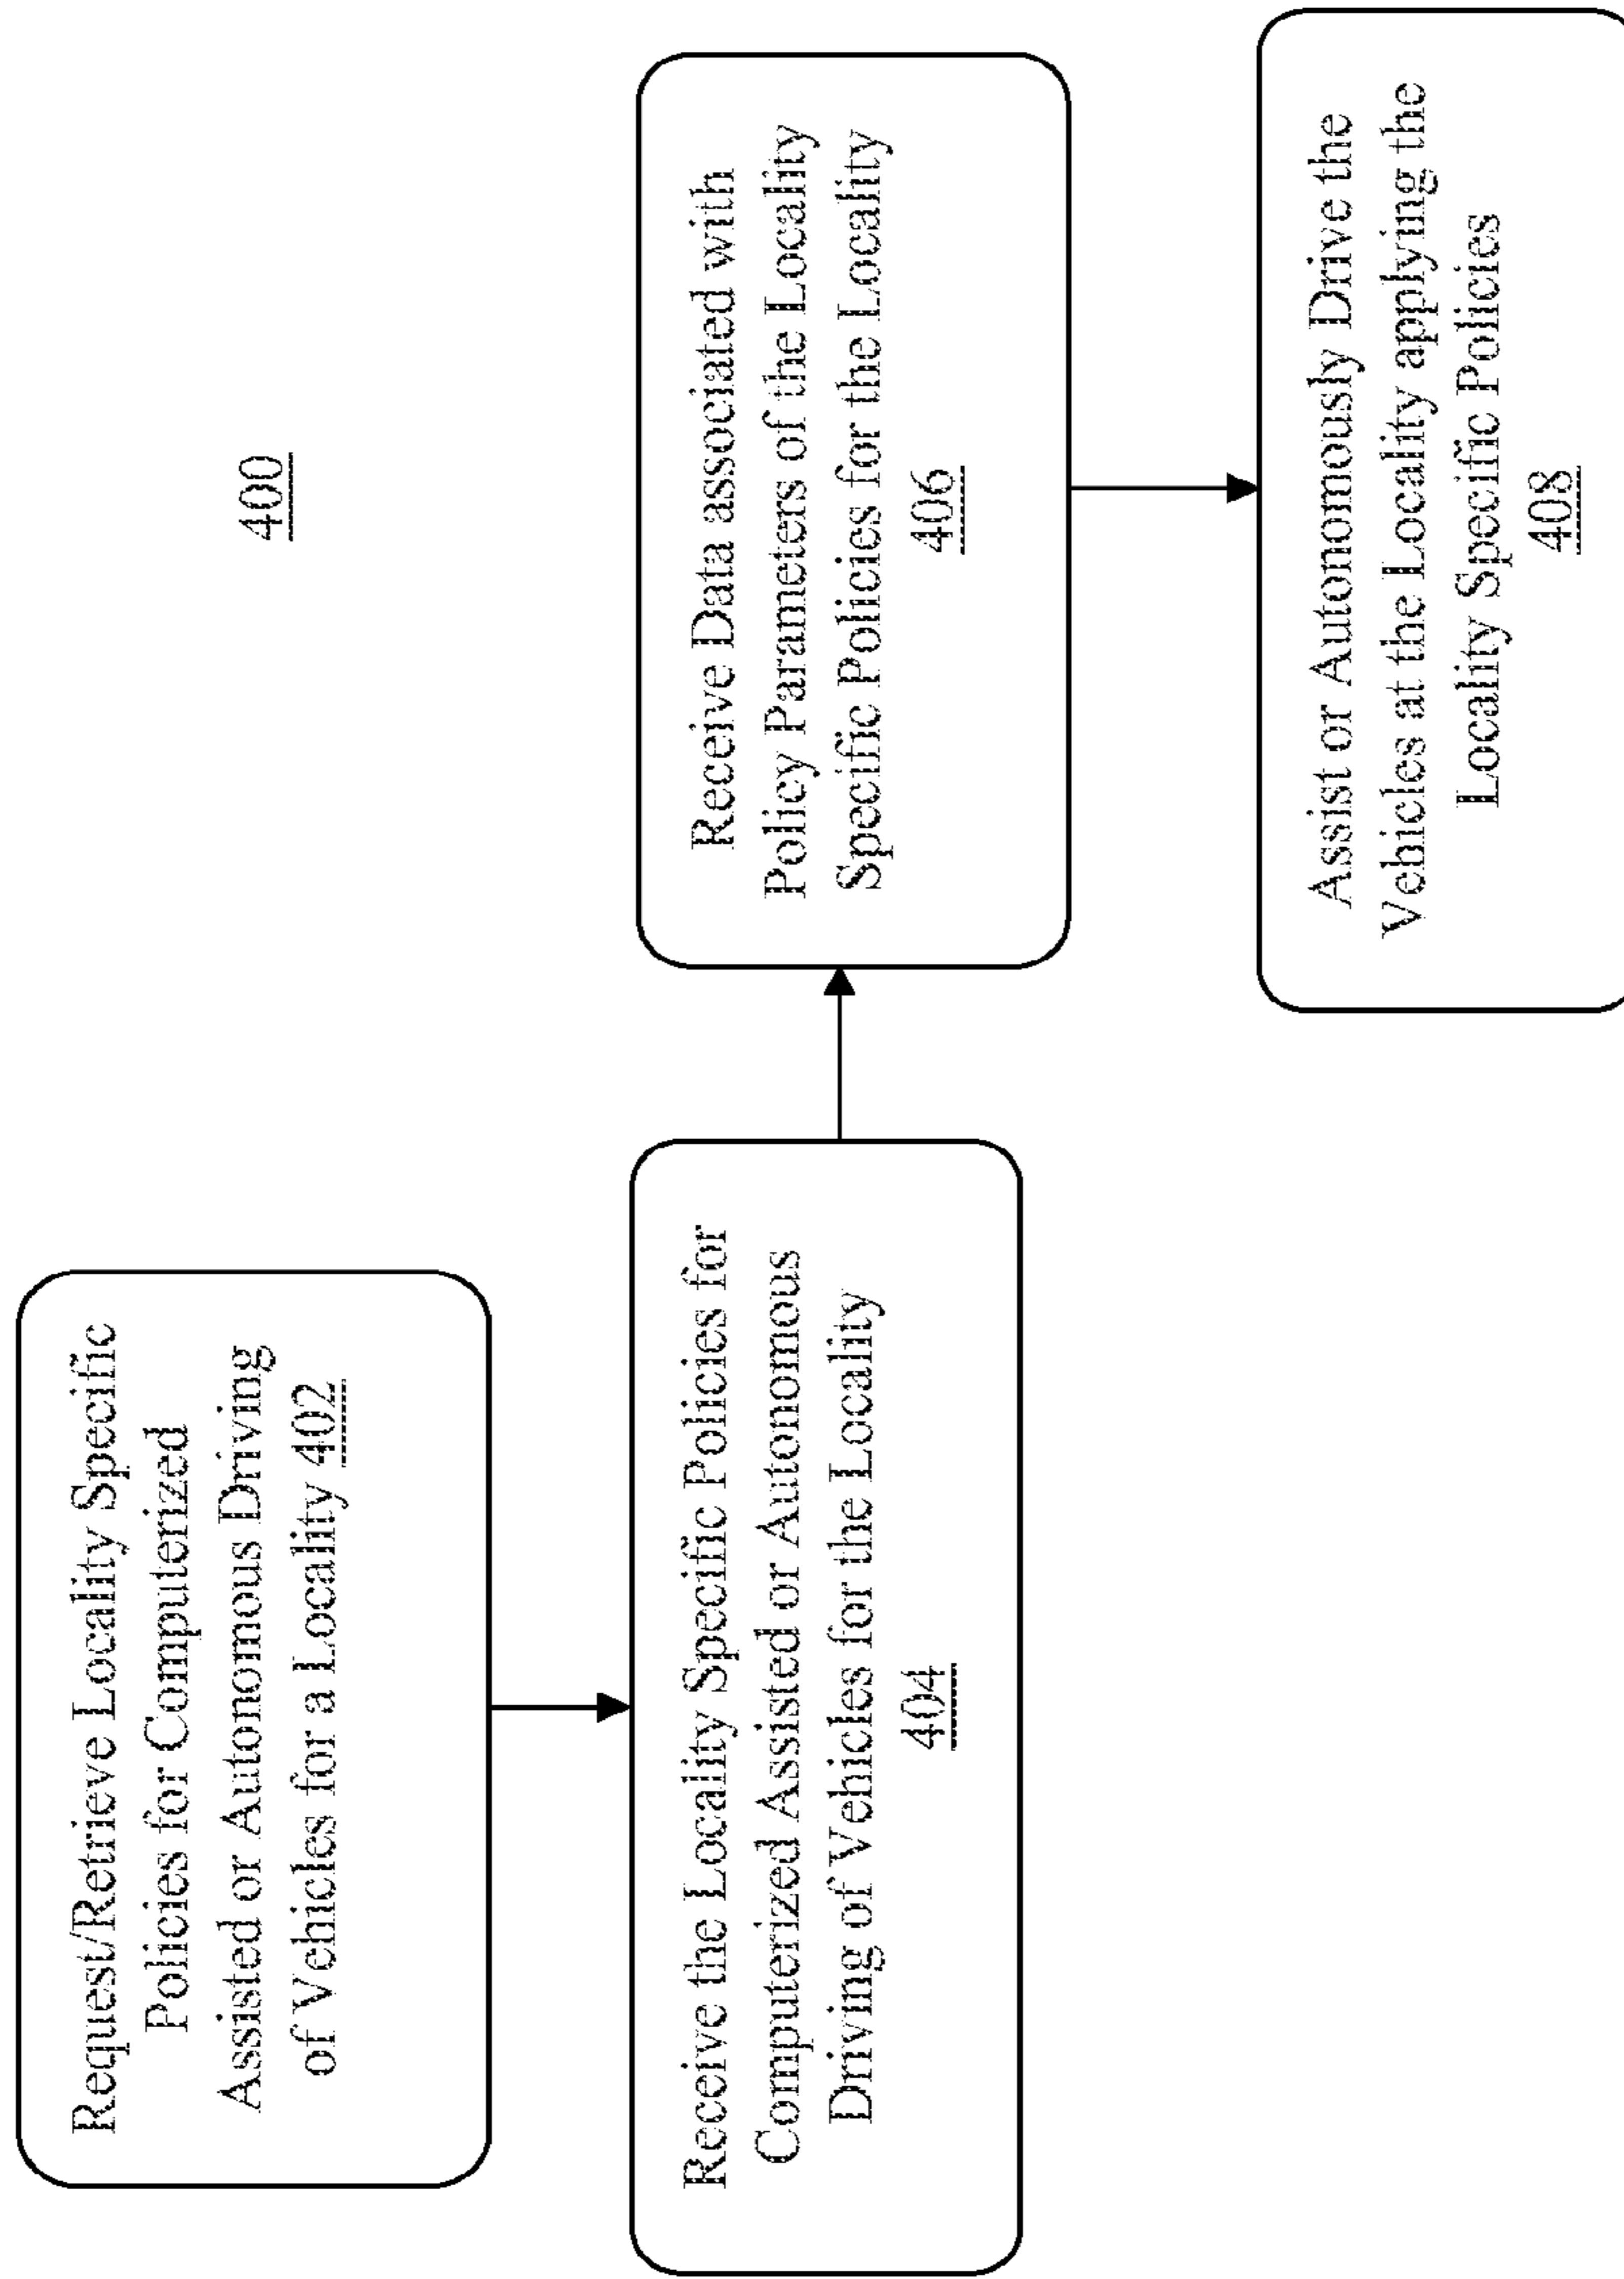 400
Request/Retrieve Locality Specific
Policies for Computerized
Assisted or Autonomous Driving
of Vehicles for a Locality 402
Receive the Locality Specific Policies for
Computerized Assisted or Autonomous
Driving of Vehicles for the Locality
404
Receive Data associated with
Policy Parameters of the Locality
Specific Policies for the Locality
406
Assist or Autonomously Drive the
Vehicles at the Locality applying the
Locality Specific Policies
408